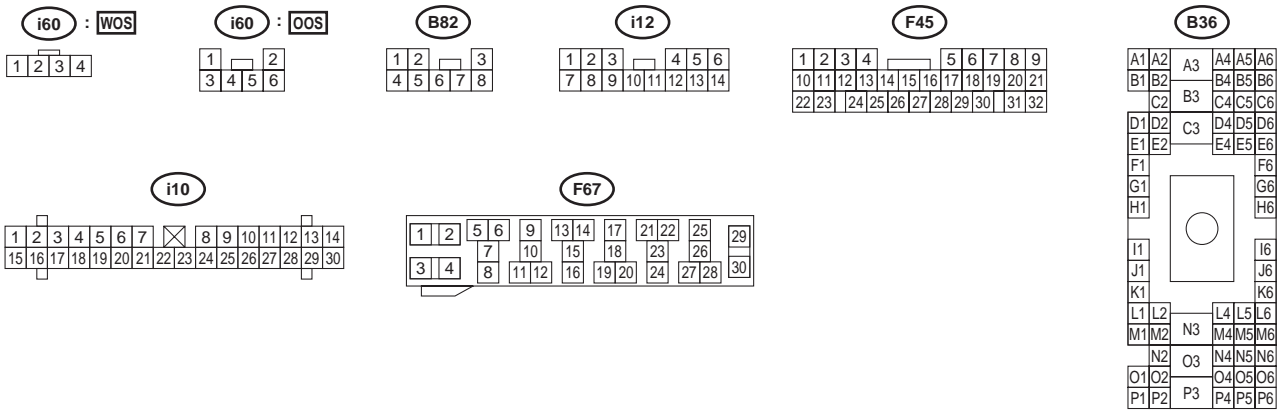 i60 : WOS
1 2 3 4
i60 : OOS
1 2
3 4 5 6
B82
1 2 3
4 5 6 7 8
i12
1 2 3 4 5 6
7 8 9 10 11 12 13 14
F45
1 2 3 4 5 6 7 8 9
10 11 12 13 14 15 16 17 18 19 20 21
22 23 24 25 26 27 28 29 30 31 32
B36
A1 A2 A3 A4 A5 A6
B1 B2 B3 B4 B5 B6
C2 C3 C4 C5 C6
D1 D2 D4 D5 D6
E1 E2 E4 E5 E6
F1 F6
G1 G6
H1 H6
I1 I6
J1 J6
K1 K6
L1 L2 L4 L5 L6
M1 M2 N3 M4 M5 M6
N2 O3 N4 N5 N6
O1 O2 O4 O5 O6
P1 P2 P3 P4 P5 P6
i10
1 2 3 4 5 6 7 8 9 10 11 12 13 14
15 16 17 18 19 20 21 22 23 24 25 26 27 28 29 30
F67
1 2 5 6 9 13 14 17 21 22 25 29
7 10 15 18 23 26
3 4 8 11 12 16 19 20 24 27 28 30